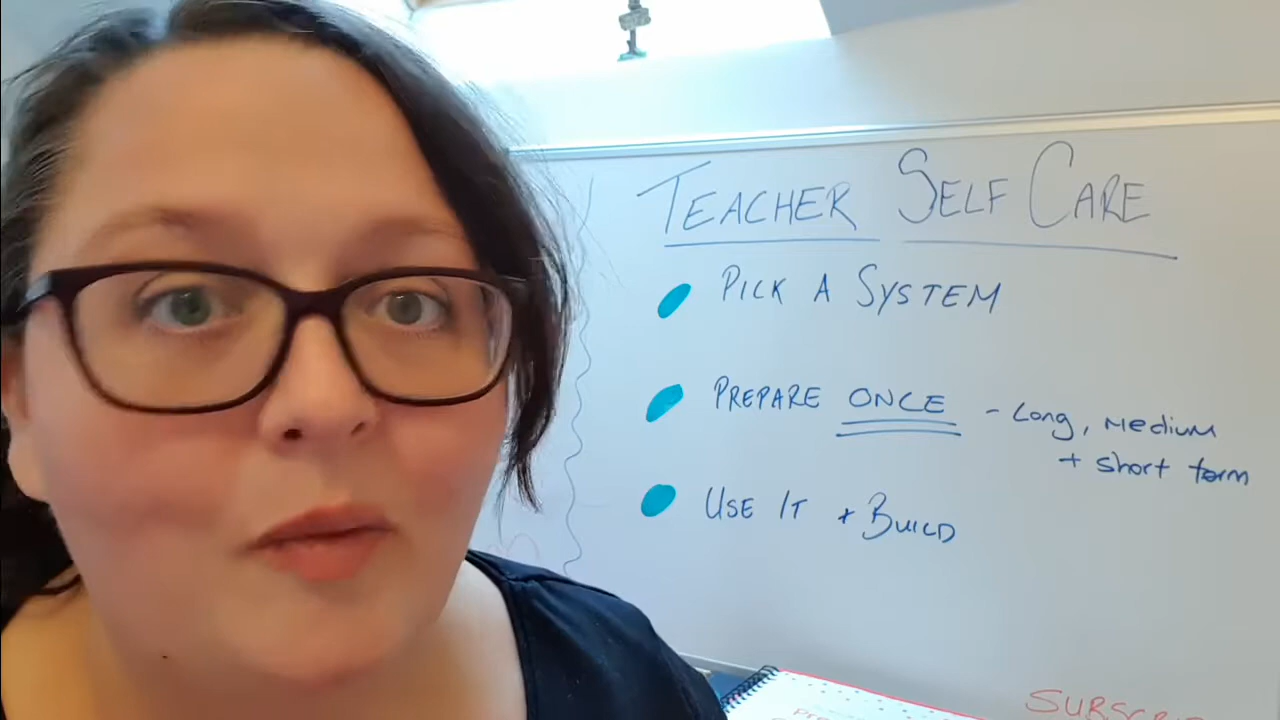 TEACHER SELF CARE
PICK A SYSTEM
PREPARE ONCE - Long, Medium
+ short term
USE IT + BUILD